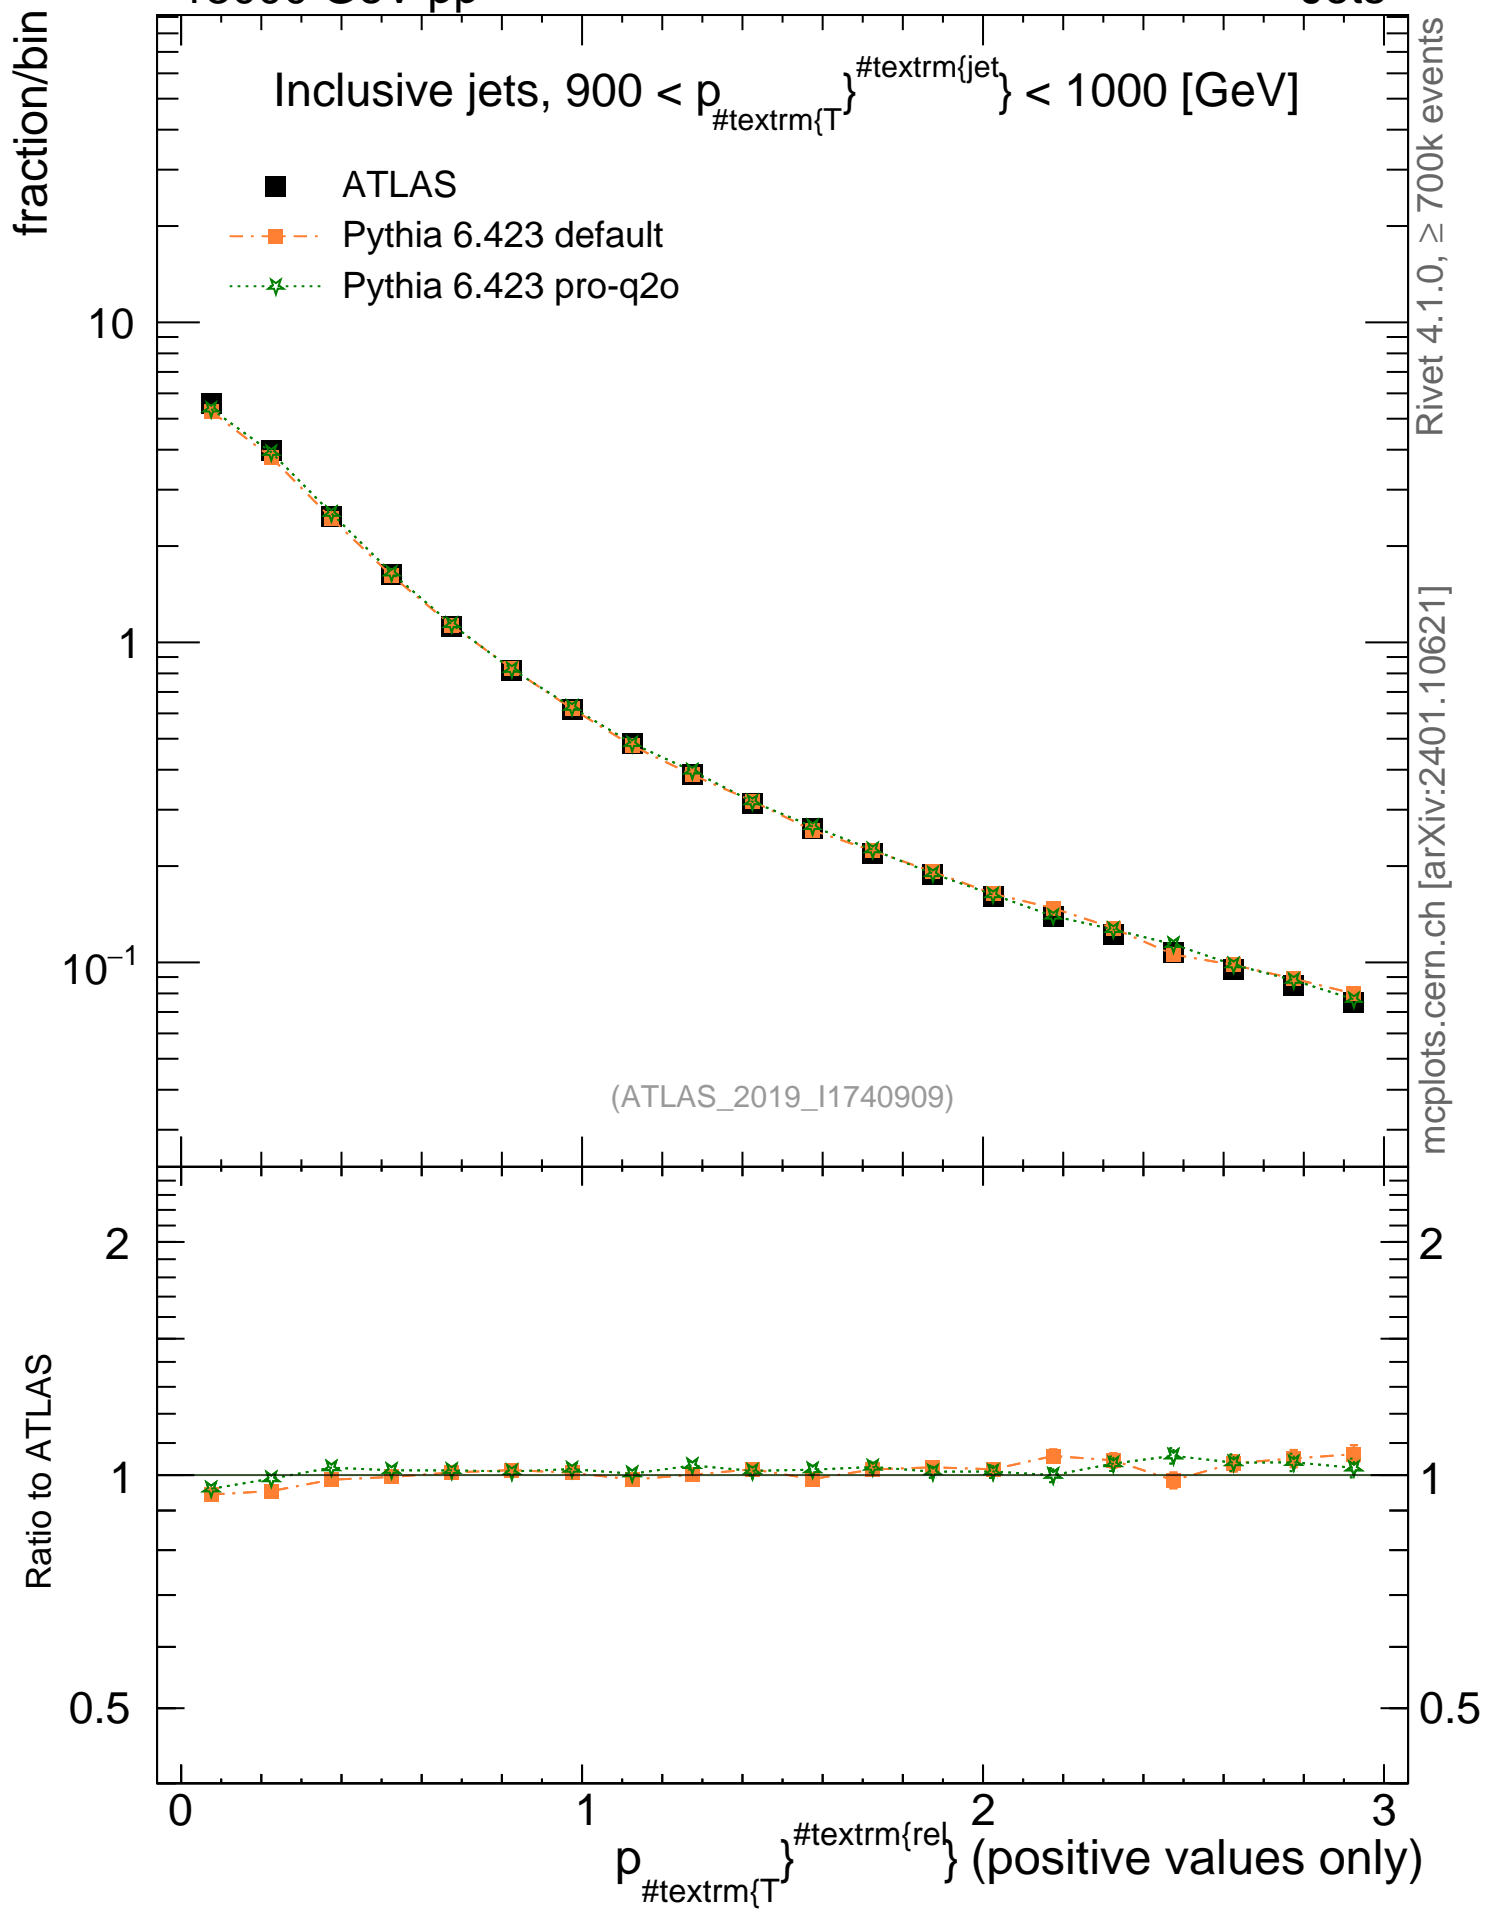 fraction/bin
Inclusive jets, 900 < p_#textrm{T}^#textrm{jet} < 1000 [GeV]
ATLAS
Pythia 6.423 default
Pythia 6.423 pro-q2o
10
1
10⁻¹
(ATLAS_2019_I1740909)
Rivet 4.1.0, ≥ 700k events
mcplots.cern.ch [arXiv:2401.10621]
Ratio to ATLAS
2
1
0.5
2
1
0.5
0 1 2 3
p_#textrm{T}^#textrm{rel} (positive values only)